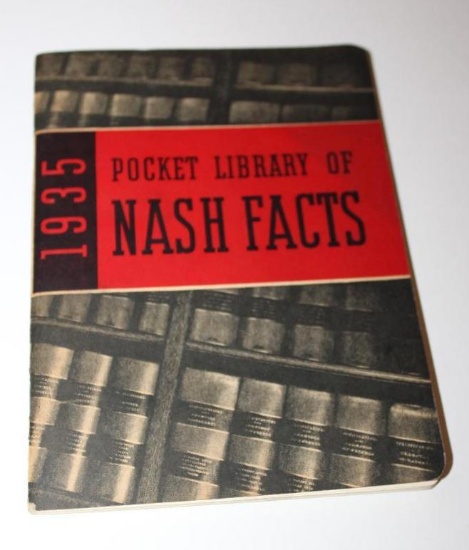 1935
POCKET LIBRARY OF
NASH FACTS